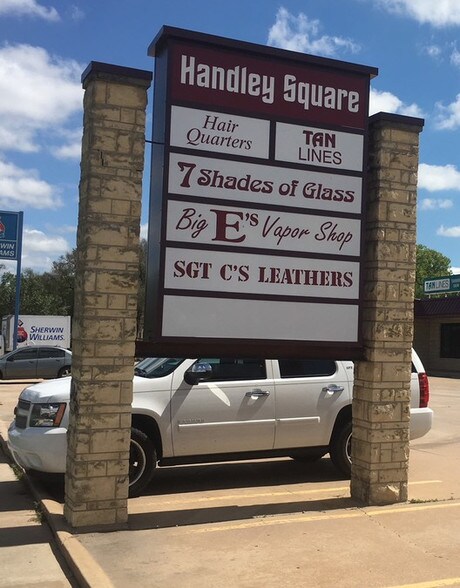 Handley Square
Hair
Quarters
TAN
LINES
7 Shades of Glass
Big E's Vapor Shop
SGT C'S LEATHERS
SHERWIN
WILLIAMS.
TAN LINES